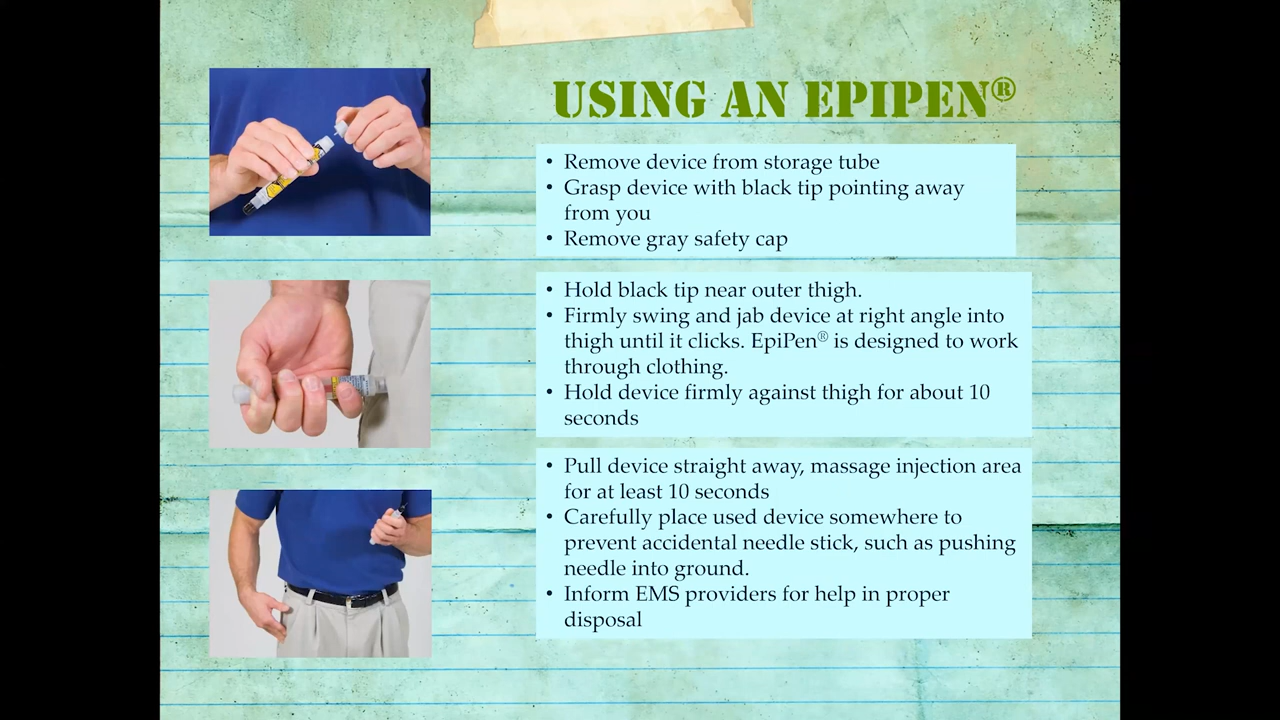 USING AN EPIPEN®
• Remove device from storage tube
• Grasp device with black tip pointing away
from you
• Remove gray safety cap
• Hold black tip near outer thigh.
• Firmly swing and jab device at right angle into
thigh until it clicks. EpiPen® is designed to work
through clothing.
• Hold device firmly against thigh for about 10
seconds
• Pull device straight away, massage injection area
for at least 10 seconds
• Carefully place used device somewhere to
prevent accidental needle stick, such as pushing
needle into ground.
• Inform EMS providers for help in proper
disposal